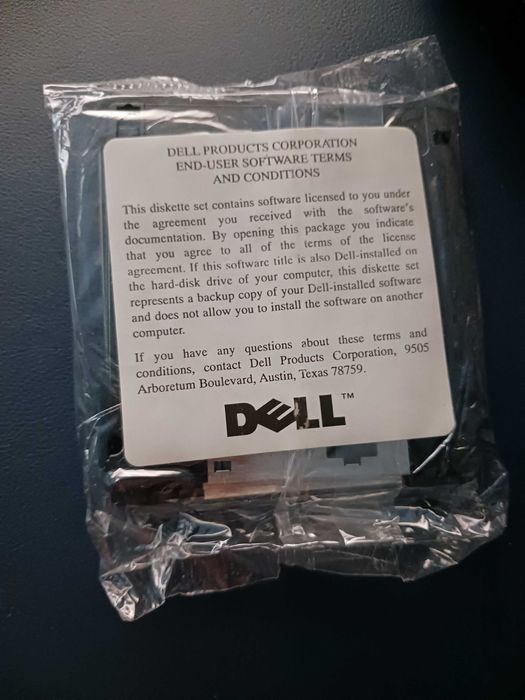 DELL PRODUCTS CORPORATION
END-USER SOFTWARE TERMS
AND CONDITIONS
This diskette set contains software licensed to you under
the agreement you received with the software's
documentation. By opening this package you indicate
that you agree to all of the terms of the license
agreement. If this software title is also Dell-installed on
the hard-disk drive of your computer, this diskette set
represents a backup copy of your Dell-installed software
and does not allow you to install the software on another
computer.
If you have any questions about these terms and
conditions, contact Dell Products Corporation, 9505
Arboretum Boulevard, Austin, Texas 78759.
DELL™